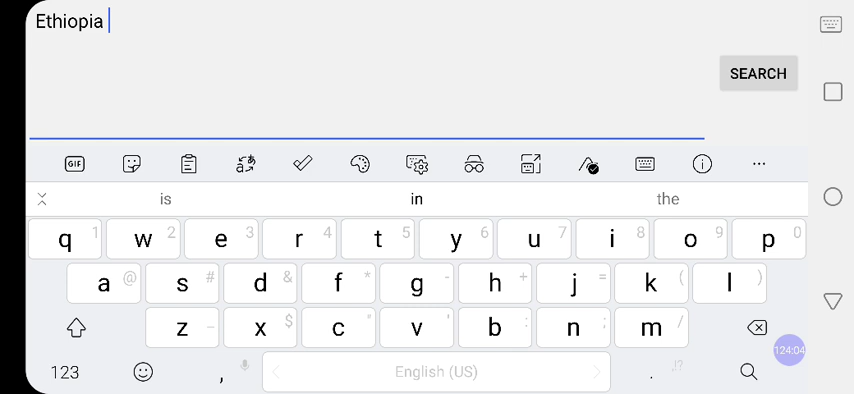 Ethiopia
SEARCH
GIF
is in the
q 1 w 2 e 3 r 4 t 5 y 6 u 7 i 8 o 9 p 0
a @ s # d & f * g - h + j = k ( l )
z _ x $ c " v ' b : n ; m /
123 , English (US) . .!?
124:04